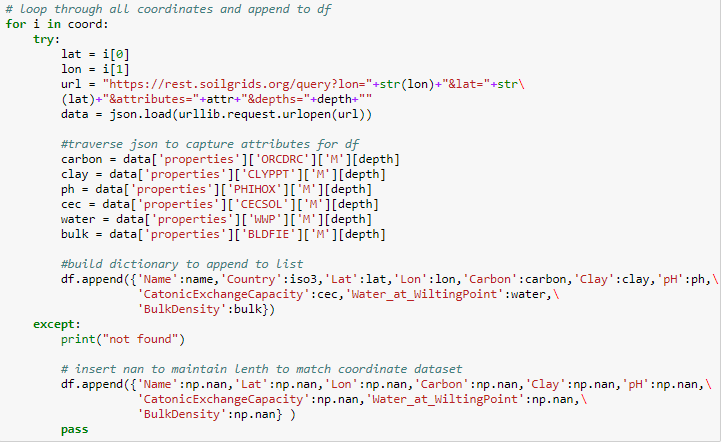 # loop through all coordinates and append to df
for i in coord:
    try:
        lat = i[0]
        lon = i[1]
        url = "https://rest.soilgrids.org/query?lon="+str(lon)+"&lat="+str\
        (lat)+"&attributes="+attr+"&depths="+depth+""
        data = json.load(urllib.request.urlopen(url))

        #traverse json to capture attributes for df
        carbon = data['properties']['ORCDRC']['M'][depth]
        clay = data['properties']['CLYPPT']['M'][depth]
        ph = data['properties']['PHIHOX']['M'][depth]
        cec = data['properties']['CECSOL']['M'][depth]
        water = data['properties']['WWP']['M'][depth]
        bulk = data['properties']['BLDFIE']['M'][depth]

        #build dictionary to append to list
        df.append({'Name':name,'Country':iso3,'Lat':lat,'Lon':lon,'Carbon':carbon,'Clay':clay,'pH':ph,\
                   'CatonicExchangeCapacity':cec,'Water_at_WiltingPoint':water,\
                   'BulkDensity':bulk})
    except:
        print("not found")

        # insert nan to maintain lenth to match coordinate dataset
        df.append({'Name':np.nan,'Lat':np.nan,'Lon':np.nan,'Carbon':np.nan,'Clay':np.nan,'pH':np.nan,\
                   'CatonicExchangeCapacity':np.nan,'Water_at_WiltingPoint':np.nan,\
                   'BulkDensity':np.nan} )
        pass